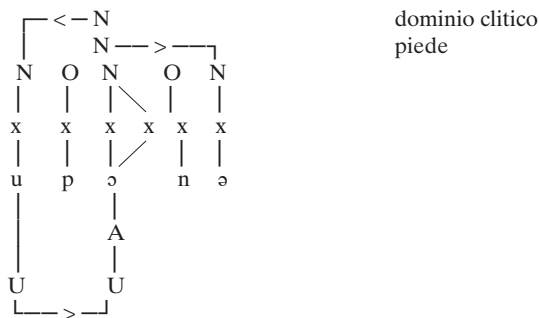 < N dominio clitico
N > piede
N O N O N
x x x x x x
u p ɔ n ə
A
U U
>